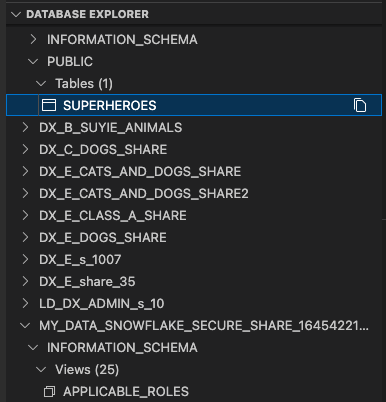 DATABASE EXPLORER
INFORMATION_SCHEMA
PUBLIC
Tables (1)
SUPERHEROES
DX_B_SUYIE_ANIMALS
DX_C_DOGS_SHARE
DX_E_CATS_AND_DOGS_SHARE
DX_E_CATS_AND_DOGS_SHARE2
DX_E_CLASS_A_SHARE
DX_E_DOGS_SHARE
DX_E_s_1007
DX_E_share_35
LD_DX_ADMIN_s_10
MY_DATA_SNOWFLAKE_SECURE_SHARE_16454221...
INFORMATION_SCHEMA
Views (25)
APPLICABLE_ROLES